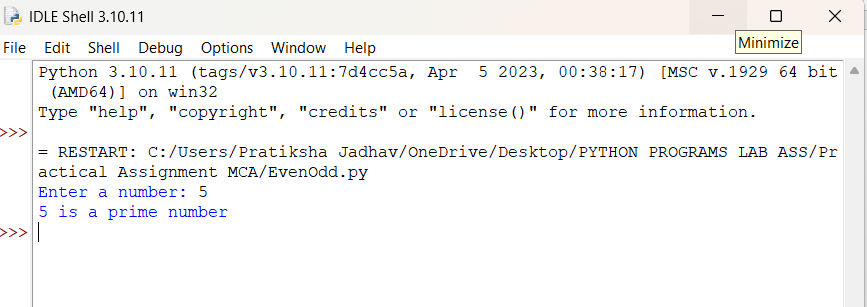 IDLE Shell 3.10.11
File Edit Shell Debug Options Window Help
Minimize
Python 3.10.11 (tags/v3.10.11:7d4cc5a, Apr  5 2023, 00:38:17) [MSC v.1929 64 bit
 (AMD64)] on win32
Type "help", "copyright", "credits" or "license()" for more information.
>>>
= RESTART: C:/Users/Pratiksha Jadhav/OneDrive/Desktop/PYTHON PROGRAMS LAB ASS/Pr
actical Assignment MCA/EvenOdd.py
Enter a number: 5
5 is a prime number
>>>